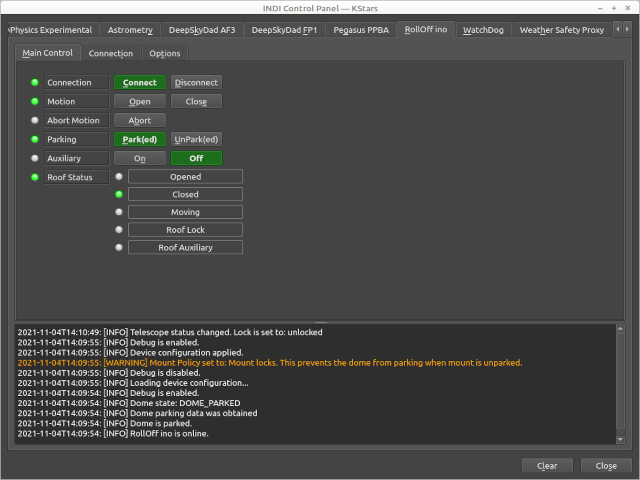 INDI Control Panel — KStars
Physics Experimental Astrometry DeepSkyDad AF3 DeepSkyDad FP1 Pegasus PPBA RollOff ino WatchDog Weather Safety Proxy
Main Control Connection Options
Connection Connect Disconnect
Motion Open Close
Abort Motion Abort
Parking Park(ed) UnPark(ed)
Auxiliary On Off
Roof Status Opened
Closed
Moving
Roof Lock
Roof Auxiliary
2021-11-04T14:10:49: [INFO] Telescope status changed. Lock is set to: unlocked
2021-11-04T14:09:55: [INFO] Debug is enabled.
2021-11-04T14:09:55: [INFO] Device configuration applied.
2021-11-04T14:09:55: [WARNING] Mount Policy set to: Mount locks. This prevents the dome from parking when mount is unparked.
2021-11-04T14:09:55: [INFO] Debug is disabled.
2021-11-04T14:09:55: [INFO] Loading device configuration...
2021-11-04T14:09:54: [INFO] Debug is enabled.
2021-11-04T14:09:54: [INFO] Dome state: DOME_PARKED
2021-11-04T14:09:54: [INFO] Dome parking data was obtained
2021-11-04T14:09:54: [INFO] Dome is parked.
2021-11-04T14:09:54: [INFO] RollOff ino is online.
Clear Close